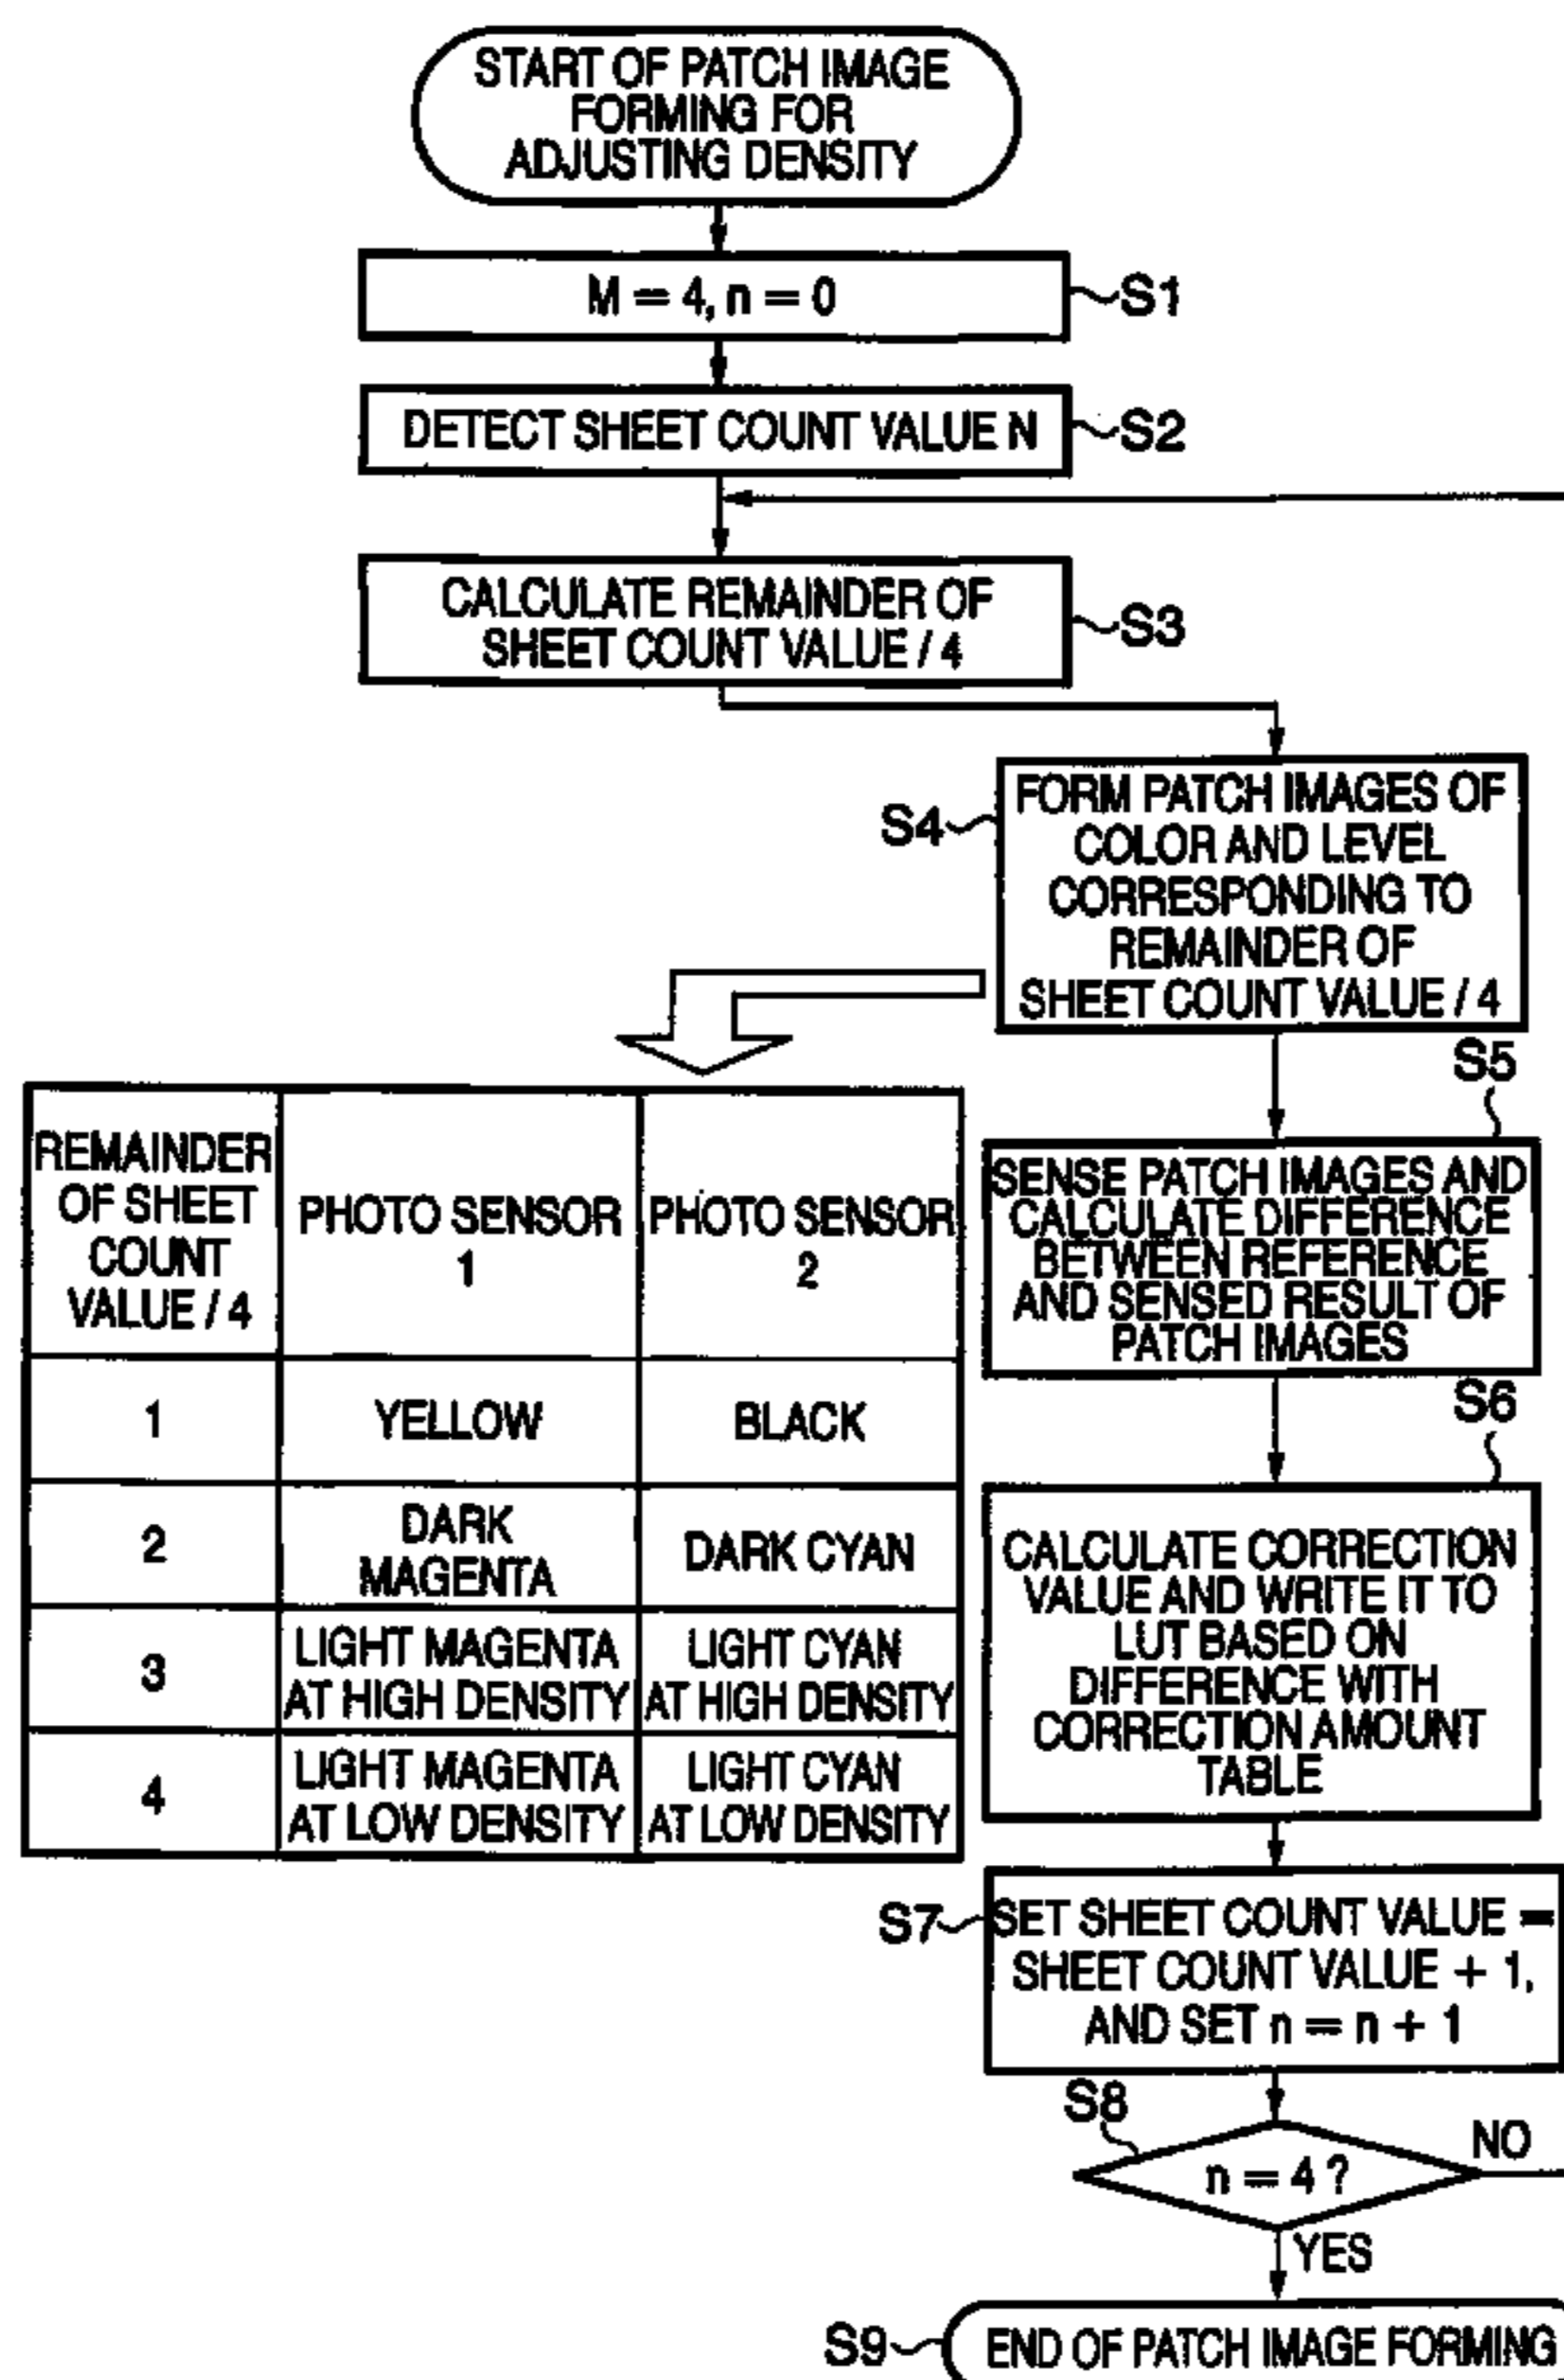 START OF PATCH IMAGE
FORMING FOR
ADJUSTING DENSITY
M = 4, n = 0
S1
DETECT SHEET COUNT VALUE N
S2
CALCULATE REMAINDER OF
SHEET COUNT VALUE / 4
S3
S4
FORM PATCH IMAGES OF
COLOR AND LEVEL
CORRESPONDING TO
REMAINDER OF
SHEET COUNT VALUE / 4
REMAINDER
OF SHEET
COUNT
VALUE / 4
PHOTO SENSOR
1
PHOTO SENSOR
2
1
YELLOW
BLACK
2
DARK
MAGENTA
DARK CYAN
3
LIGHT MAGENTA
AT HIGH DENSITY
LIGHT CYAN
AT HIGH DENSITY
4
LIGHT MAGENTA
AT LOW DENSITY
LIGHT CYAN
AT LOW DENSITY
S5
SENSE PATCH IMAGES AND
CALCULATE DIFFERENCE
BETWEEN REFERENCE
AND SENSED RESULT OF
PATCH IMAGES
S6
CALCULATE CORRECTION
VALUE AND WRITE IT TO
LUT BASED ON
DIFFERENCE WITH
CORRECTION AMOUNT
TABLE
S7
SET SHEET COUNT VALUE =
SHEET COUNT VALUE + 1,
AND SET n = n + 1
S8
n = 4 ?
NO
YES
S9
END OF PATCH IMAGE FORMING